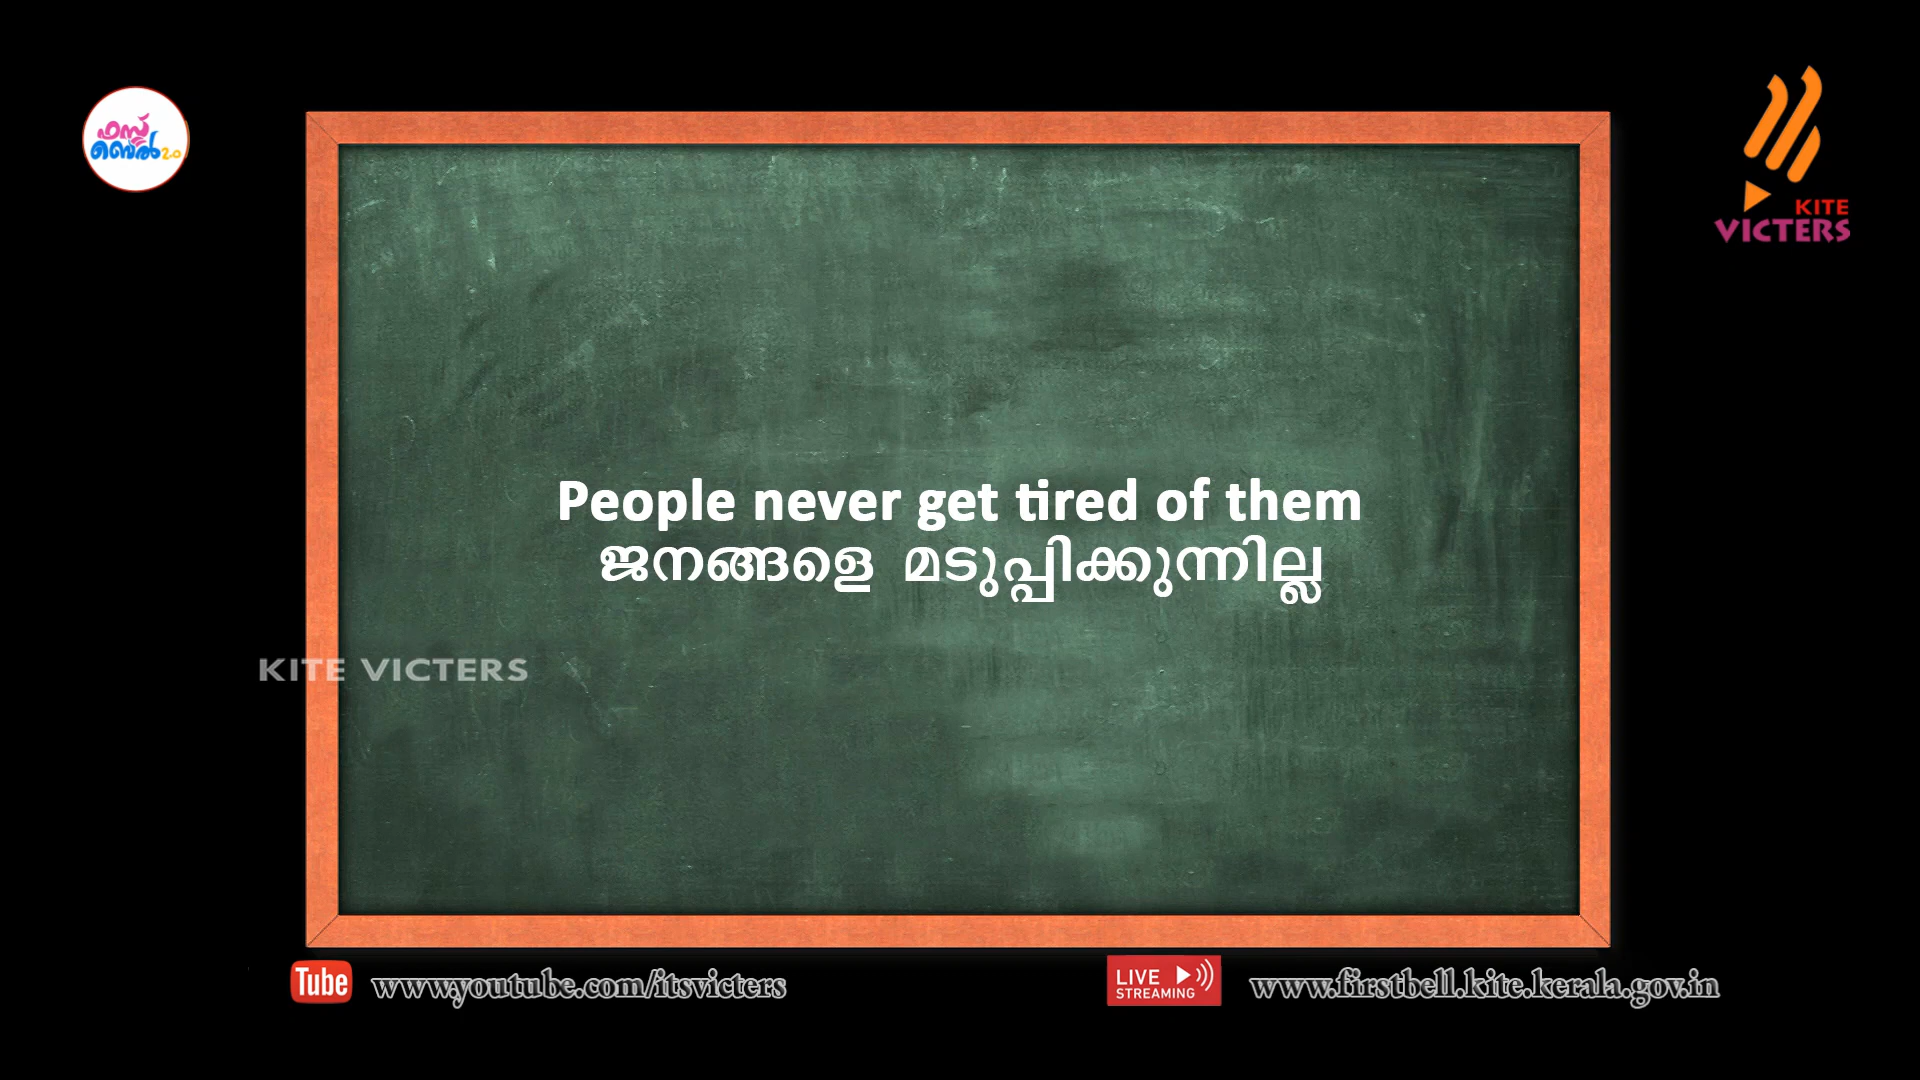 ഫസ്റ്റ്
ബെൽ 2.0
KITE
VICTERS
People never get tired of them
ജനങ്ങളെ മടുപ്പിക്കുന്നില്ല
KITE VICTERS
Tube www.youtube.com/itsvicters
LIVE
STREAMING
www.firstbell.kite.kerala.gov.in